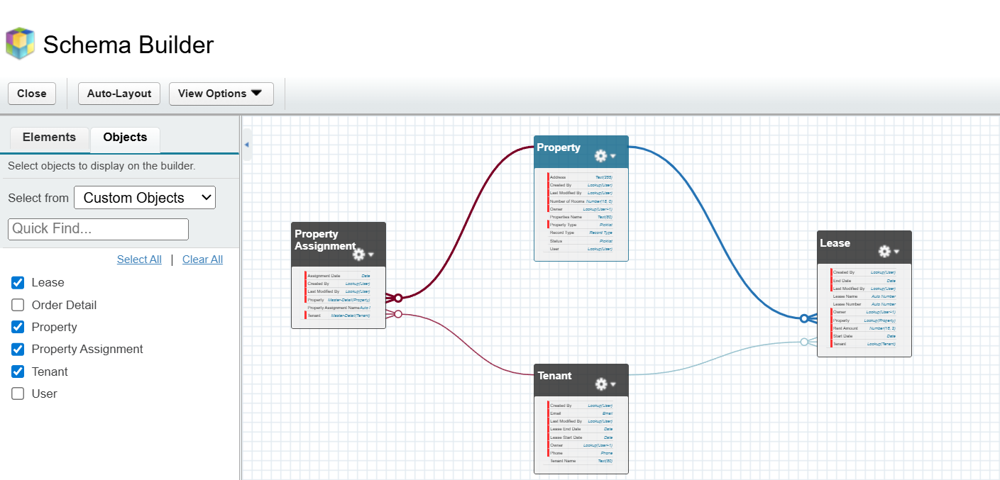 Schema Builder
Close
Auto-Layout
View Options
Elements
Objects
Select objects to display on the builder.
Select from
Custom Objects
Quick Find...
Select All | Clear All
Lease
Order Detail
Property
Property Assignment
Tenant
User
Property
Assignment
Assignment Date Date
Created By Lookup(User)
Last Modified By Lookup(User)
Property Master-Detail(Property)
Property Assignment Name Auto
Tenant Master-Detail(Tenant)
Property
Address Text(255)
Created By Lookup(User)
Last Modified By Lookup(User)
Number of Rooms Number(18, 0)
Owner Lookup(User+1)
Properties Name Text(80)
Property Type Picklist
Record Type Record Type
Status Picklist
User Lookup(User)
Tenant
Created By Lookup(User)
Email Email
Last Modified By Lookup(User)
Lease End Date Date
Lease Start Date Date
Owner Lookup(User+1)
Phone Phone
Tenant Name Text(80)
Lease
Created By Lookup(User)
End Date Date
Last Modified By Lookup(User)
Lease Name Auto Number
Lease Number Auto Number
Owner Lookup(User+1)
Property Lookup(Property)
Rent Amount Number(16, 2)
Start Date Date
Tenant Lookup(Tenant)